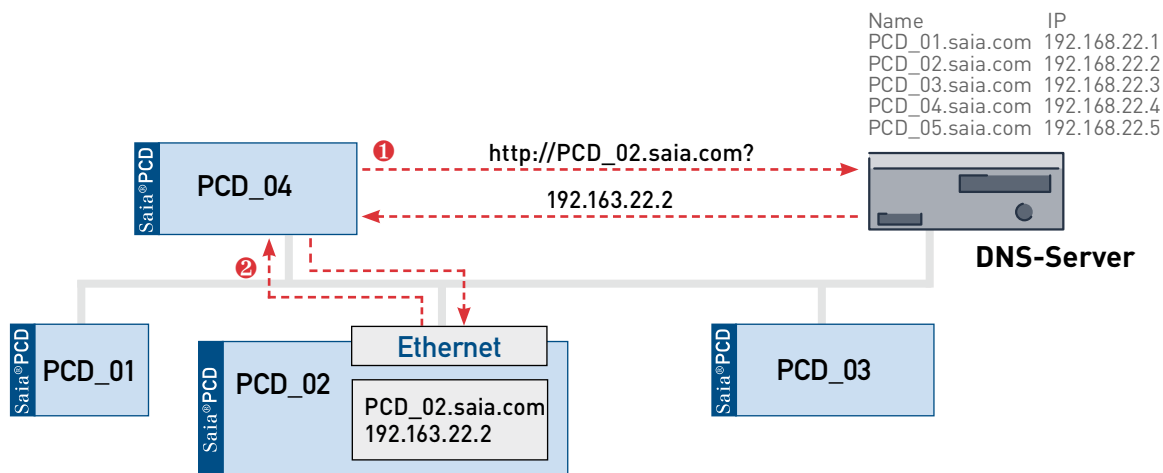 Name IP
PCD_01.saia.com 192.168.22.1
PCD_02.saia.com 192.168.22.2
PCD_03.saia.com 192.168.22.3
PCD_04.saia.com 192.168.22.4
PCD_05.saia.com 192.168.22.5
Saia®PCD
PCD_04
❶
http://PCD_02.saia.com?
192.163.22.2
DNS-Server
❷
Saia®PCD
PCD_01
Saia®PCD
PCD_02
Ethernet
PCD_02.saia.com
192.163.22.2
Saia®PCD
PCD_03